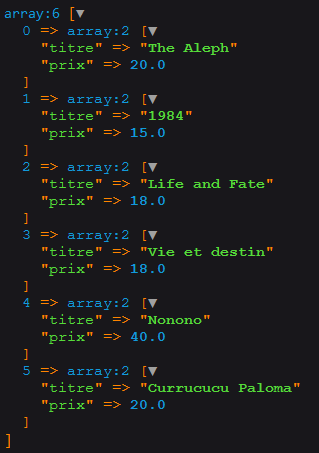 array:6 [▼
  0 => array:2 [▼
    "titre" => "The Aleph"
    "prix" => 20.0
  ]
  1 => array:2 [▼
    "titre" => "1984"
    "prix" => 15.0
  ]
  2 => array:2 [▼
    "titre" => "Life and Fate"
    "prix" => 18.0
  ]
  3 => array:2 [▼
    "titre" => "Vie et destin"
    "prix" => 18.0
  ]
  4 => array:2 [▼
    "titre" => "Nonono"
    "prix" => 40.0
  ]
  5 => array:2 [▼
    "titre" => "Currucucu Paloma"
    "prix" => 20.0
  ]
]